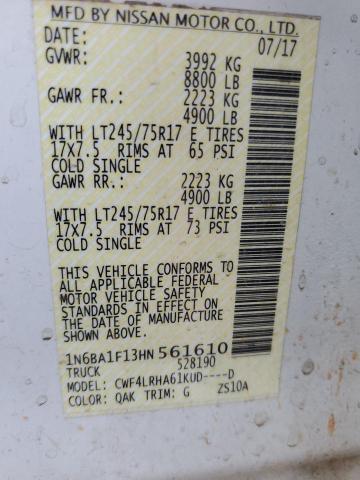 MFD BY NISSAN MOTOR CO., LTD.
DATE: 07/17
GVWR: 3992 KG
8800 LB
GAWR FR.: 2223 KG
4900 LB
WITH LT245/75R17 E TIRES
17X7.5 RIMS AT 65 PSI
COLD SINGLE
GAWR RR.: 2223 KG
4900 LB
WITH LT245/75R17 E TIRES
17X7.5 RIMS AT 73 PSI
COLD SINGLE
THIS VEHICLE CONFORMS TO
ALL APPLICABLE FEDERAL
MOTOR VEHICLE SAFETY
STANDARDS IN EFFECT ON
THE DATE OF MANUFACTURE
SHOWN ABOVE.
1N6BA1F13HN 561610
TRUCK 528190
MODEL: CWF4LRHA61KUD----D
COLOR: QAK TRIM: G ZS10A